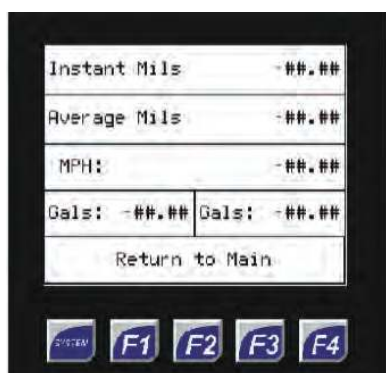 Instant Mils -##.##
Average Mils -##.##
MPH: -##.##
Gals: -##.## Gals: -##.##
Return to Main
SYSTEM F1 F2 F3 F4